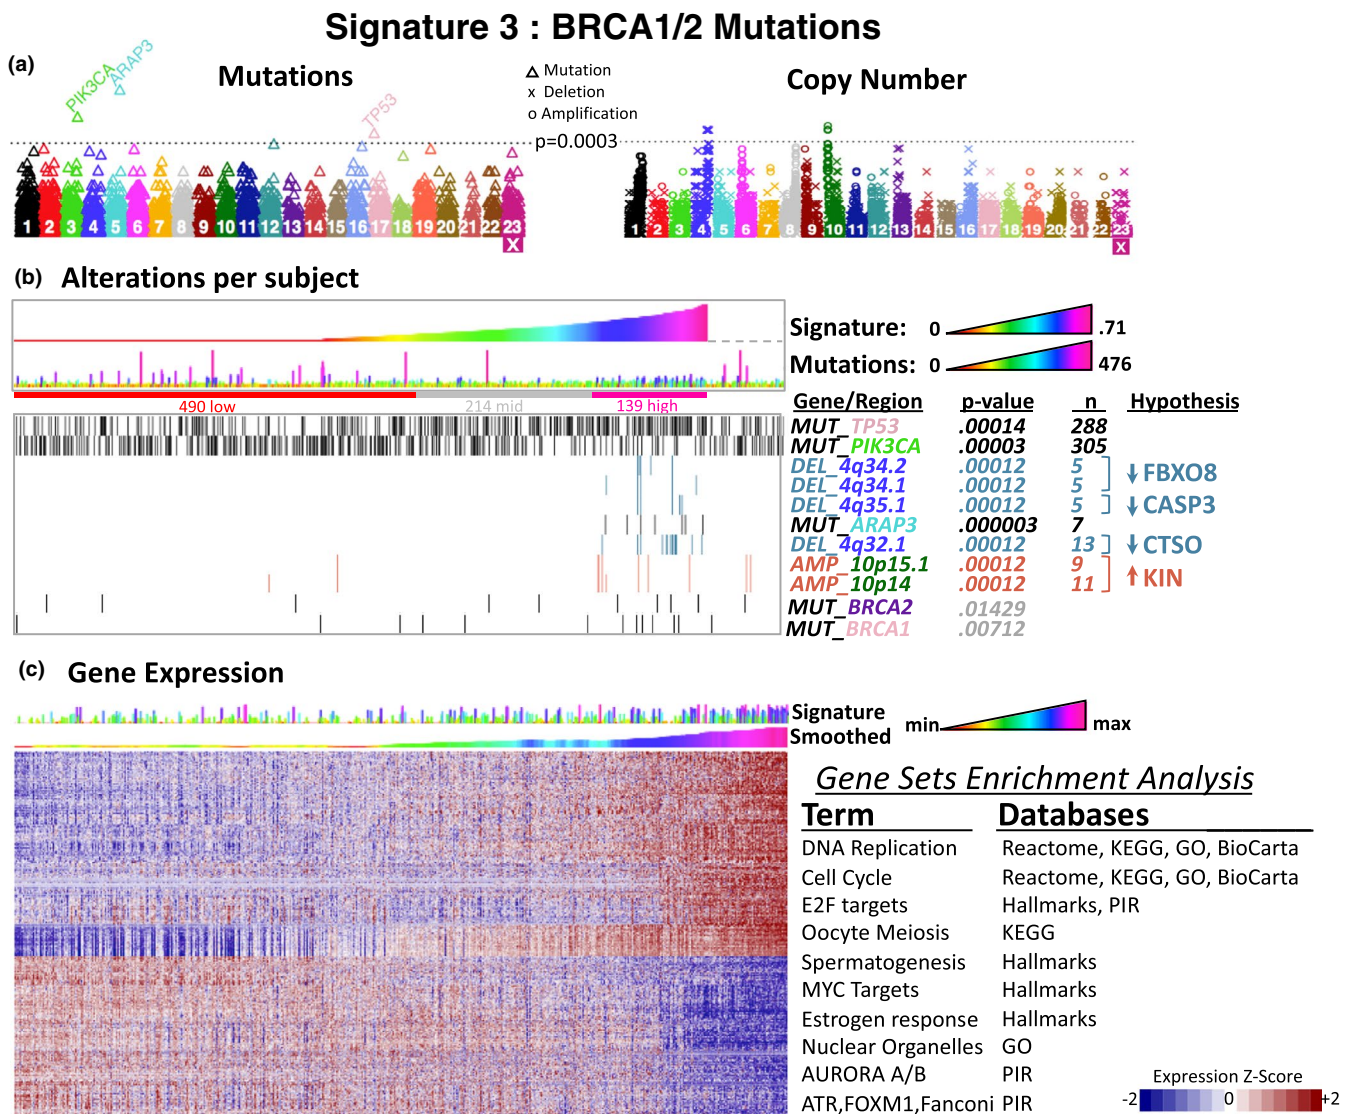 Signature 3 : BRCA1/2 Mutations
(a)
PIK3CA
ARAP3
Mutations
TP53
Mutation
x Deletion
o Amplification
p=0.0003
Copy Number
1 2 3 4 5 6 7 8 9 10 11 12 13 14 15 16 17 18 19 20 21 22 23
X
1 2 3 4 5 6 7 8 9 10 11 12 13 14 15 16 17 18 19 20 21 22 23
X
(b) Alterations per subject
Signature: 0 .71
Mutations: 0 476
490 low 214 mid 139 high
Gene/Region p-value n Hypothesis
MUT_TP53 .00014 288
MUT_PIK3CA .00003 305
DEL_4q34.2 .00012 5
DEL_4q34.1 .00012 5
↓FBXO8
DEL_4q35.1 .00012 5 ↓CASP3
MUT_ARAP3 .000003 7
DEL_4q32.1 .00012 13 ↓CTSO
AMP_10p15.1 .00012 9
AMP_10p14 .00012 11
↑KIN
MUT_BRCA2 .01429
MUT_BRCA1 .00712
(c) Gene Expression
Signature
Smoothed
min max
Gene Sets Enrichment Analysis
Term Databases
DNA Replication Reactome, KEGG, GO, BioCarta
Cell Cycle Reactome, KEGG, GO, BioCarta
E2F targets Hallmarks, PIR
Oocyte Meiosis KEGG
Spermatogenesis Hallmarks
MYC Targets Hallmarks
Estrogen response Hallmarks
Nuclear Organelles GO
AURORA A/B PIR
ATR,FOXM1,Fanconi PIR
Expression Z-Score
-2 0 +2